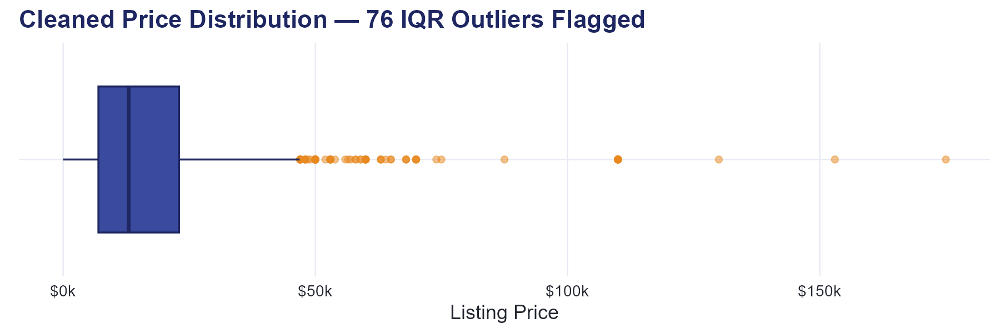 Cleaned Price Distribution — 76 IQR Outliers Flagged
$0k $50k $100k $150k
Listing Price